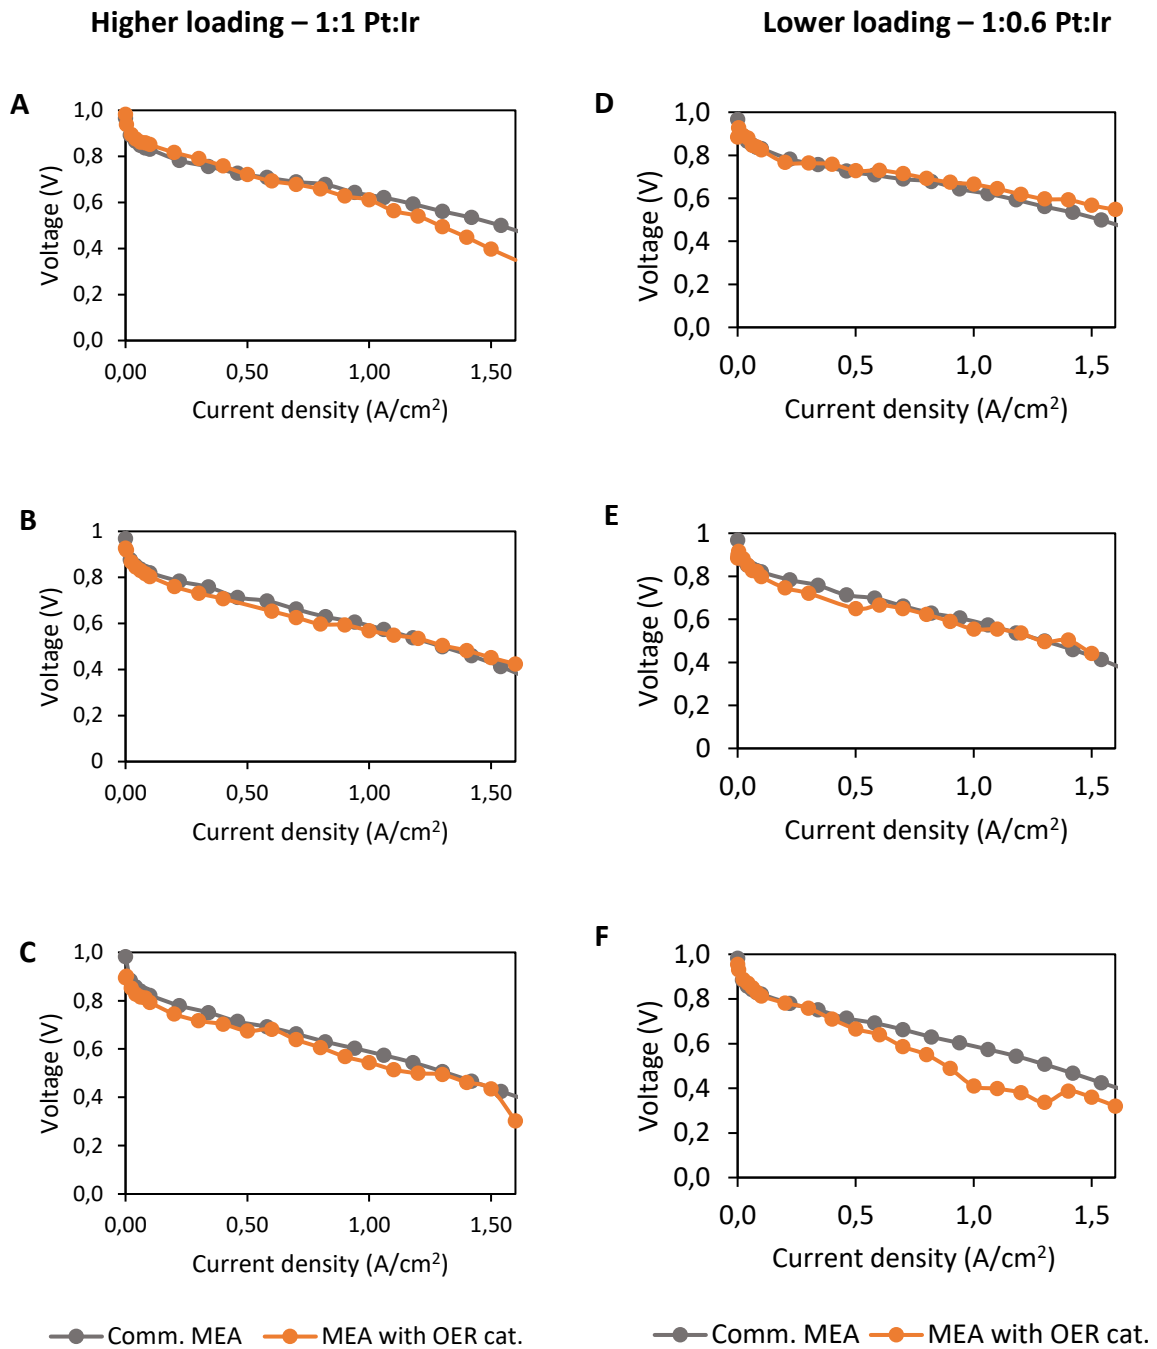 Higher loading – 1:1 Pt:Ir
Lower loading – 1:0.6 Pt:Ir
A
1,0
0,8
0,6
0,4
0,2
0,0
Voltage (V)
0,00 0,50 1,00 1,50
Current density (A/cm²)
D
1,0
0,8
0,6
0,4
0,2
0,0
Voltage (V)
0,0 0,5 1,0 1,5
Current density (A/cm²)
B
1
0,8
0,6
0,4
0,2
0
Voltage (V)
0,00 0,50 1,00 1,50
Current density (A/cm²)
E
1
0,8
0,6
0,4
0,2
0
Voltage (V)
0,0 0,5 1,0 1,5
Current density (A/cm²)
C
1,0
0,8
0,6
0,4
0,2
0,0
Voltage (V)
0,00 0,50 1,00 1,50
Current density (A/cm²)
F
1,0
0,8
0,6
0,4
0,2
0,0
Voltage (V)
0,0 0,5 1,0 1,5
Current density (A/cm²)
Comm. MEA MEA with OER cat.
Comm. MEA MEA with OER cat.